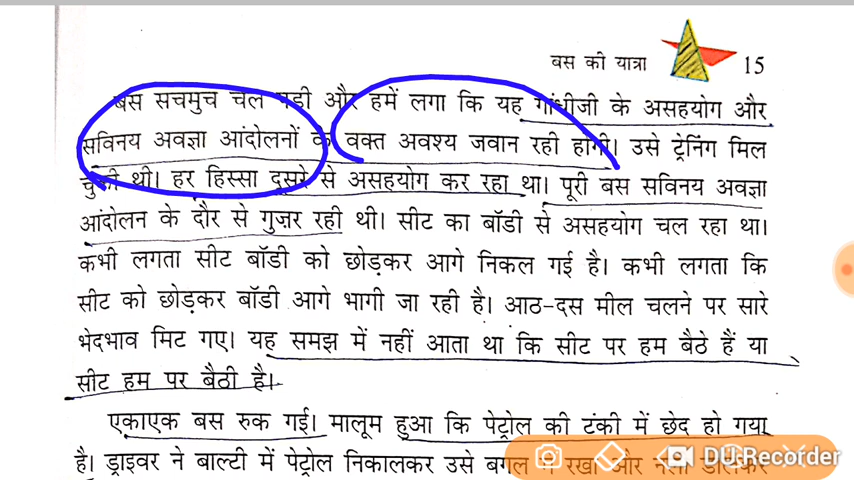 बस की यात्रा 15
बस सचमुच चल पड़ी और हमें लगा कि यह गांधीजी के असहयोग और
सविनय अवज्ञा आंदोलनों के वक्त अवश्य जवान रही होगी। उसे ट्रेनिंग मिल
चुकी थी। हर हिस्सा दूसरे से असहयोग कर रहा था। पूरी बस सविनय अवज्ञा
आंदोलन के दौर से गुज़र रही थी। सीट का बॉडी से असहयोग चल रहा था।
कभी लगता सीट बॉडी को छोड़कर आगे निकल गई है। कभी लगता कि
सीट को छोड़कर बॉडी आगे भागी जा रही है। आठ-दस मील चलने पर सारे
भेदभाव मिट गए। यह समझ में नहीं आता था कि सीट पर हम बैठे हैं या
सीट हम पर बैठी है।
एकाएक बस रुक गई। मालूम हुआ कि पेट्रोल की टंकी में छेद हो गया
है। ड्राइवर ने बाल्टी में पेट्रोल निकालकर उसे बगल में रखा और नली डालकर
DU Recorder